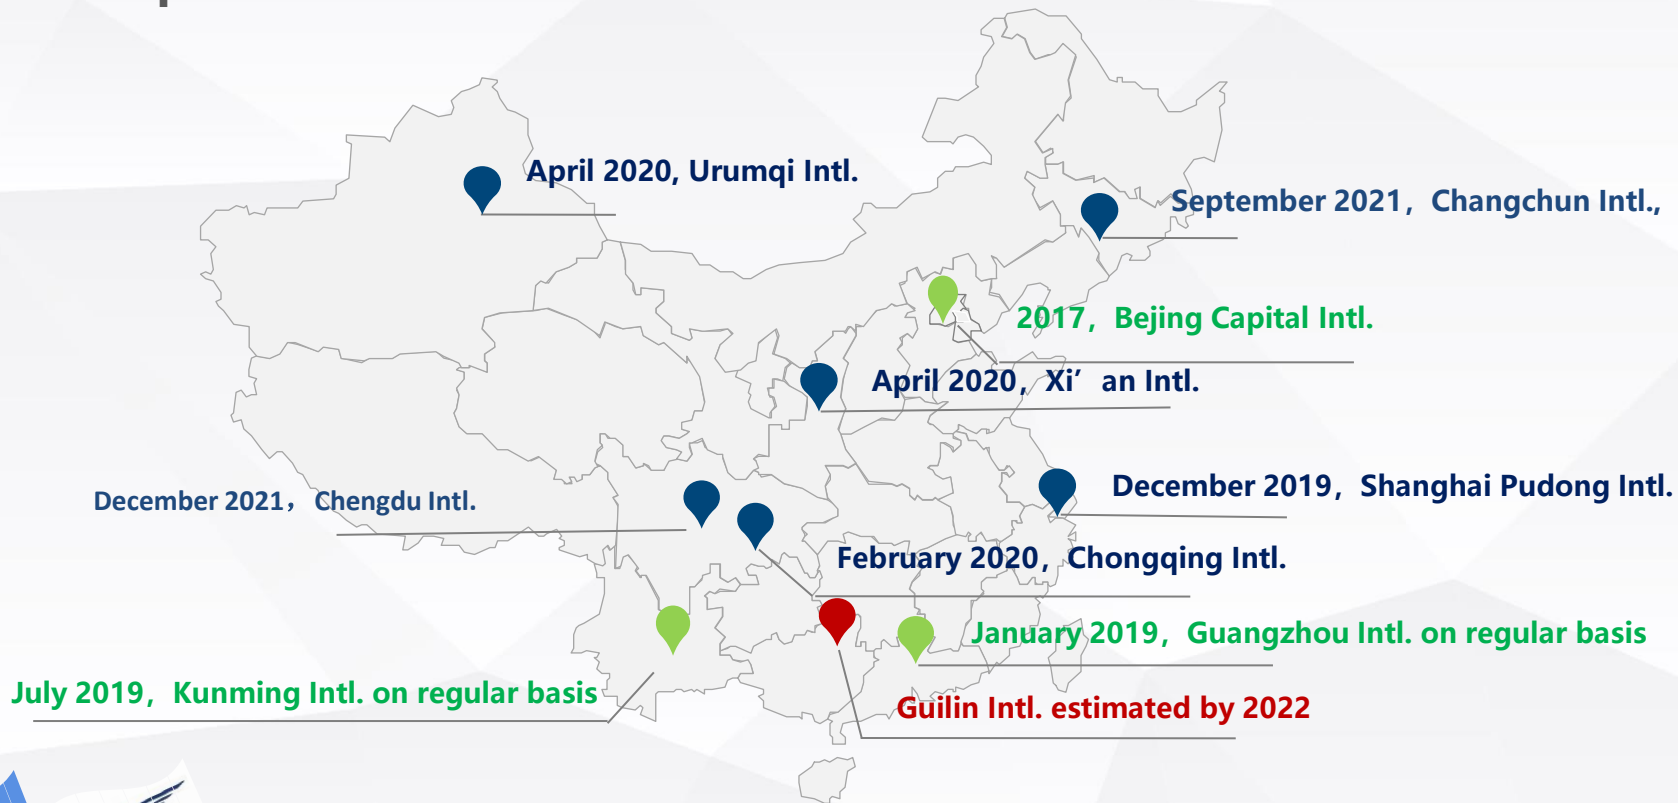 April 2020, Urumqi Intl.
September 2021，Changchun Intl.,
2017，Bejing Capital Intl.
April 2020，Xi’an Intl.
December 2019，Shanghai Pudong Intl.
December 2021，Chengdu Intl.
February 2020，Chongqing Intl.
January 2019，Guangzhou Intl. on regular basis
July 2019，Kunming Intl. on regular basis
Guilin Intl. estimated by 2022